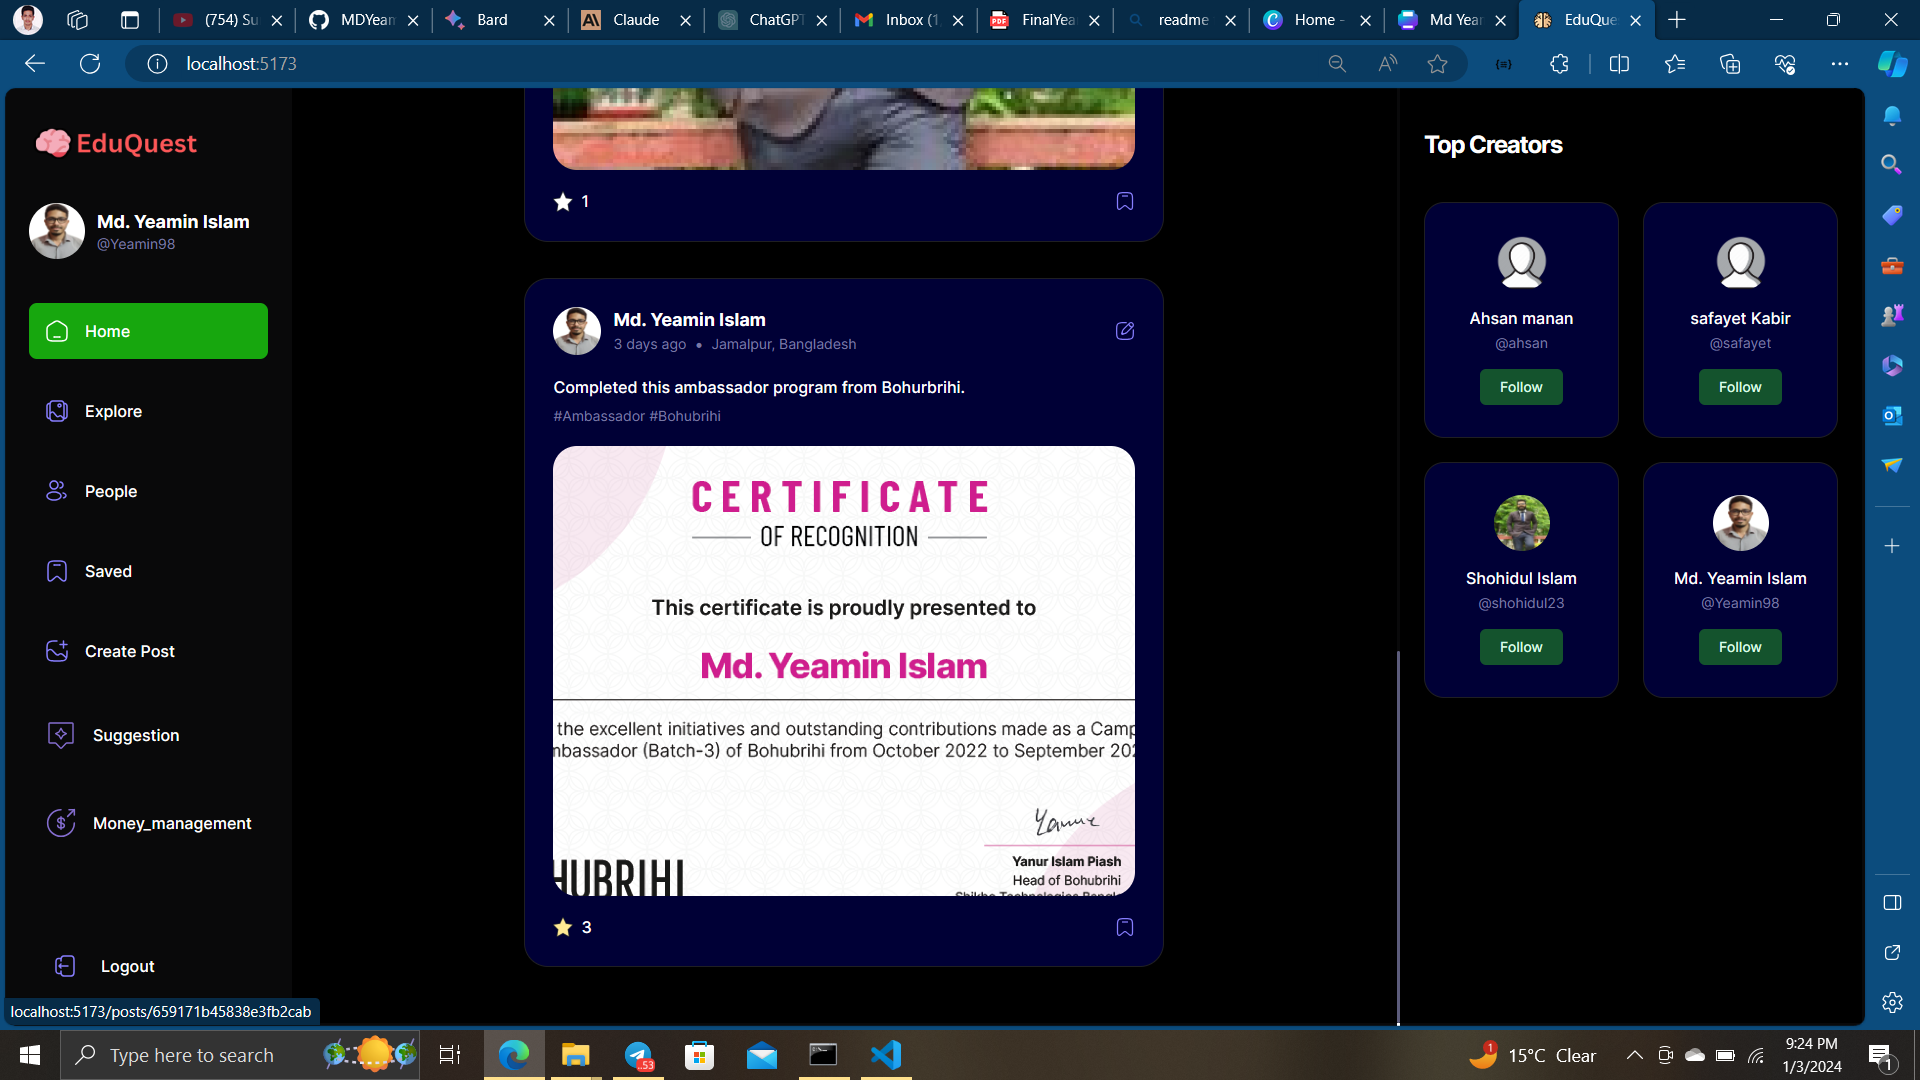 (754) Su
MDYeam
Bard
Claude
ChatGPT
Inbox (1,
FinalYea
readme
Home -
Md Year
EduQue
localhost:5173
EduQuest
Md. Yeamin Islam
@Yeamin98
Home
Explore
People
Saved
Create Post
Suggestion
Money_management
Logout
localhost:5173/posts/659171b45838e3fb2cab
1
Md. Yeamin Islam
3 days ago • Jamalpur, Bangladesh
Completed this ambassador program from Bohurbrihi.
#Ambassador #Bohubrihi
CERTIFICATE
OF RECOGNITION
This certificate is proudly presented to
Md. Yeamin Islam
the excellent initiatives and outstanding contributions made as a Camp
mbassador (Batch-3) of Bohubrihi from October 2022 to September 202
Yanur Islam Piash
Head of Bohubrihi
HUBRIHI
3
Top Creators
Ahsan manan
@ahsan
Follow
safayet Kabir
@safayet
Follow
Shohidul Islam
@shohidul23
Follow
Md. Yeamin Islam
@Yeamin98
Follow
Type here to search
53
1
15°C Clear
9:24 PM
1/3/2024
1